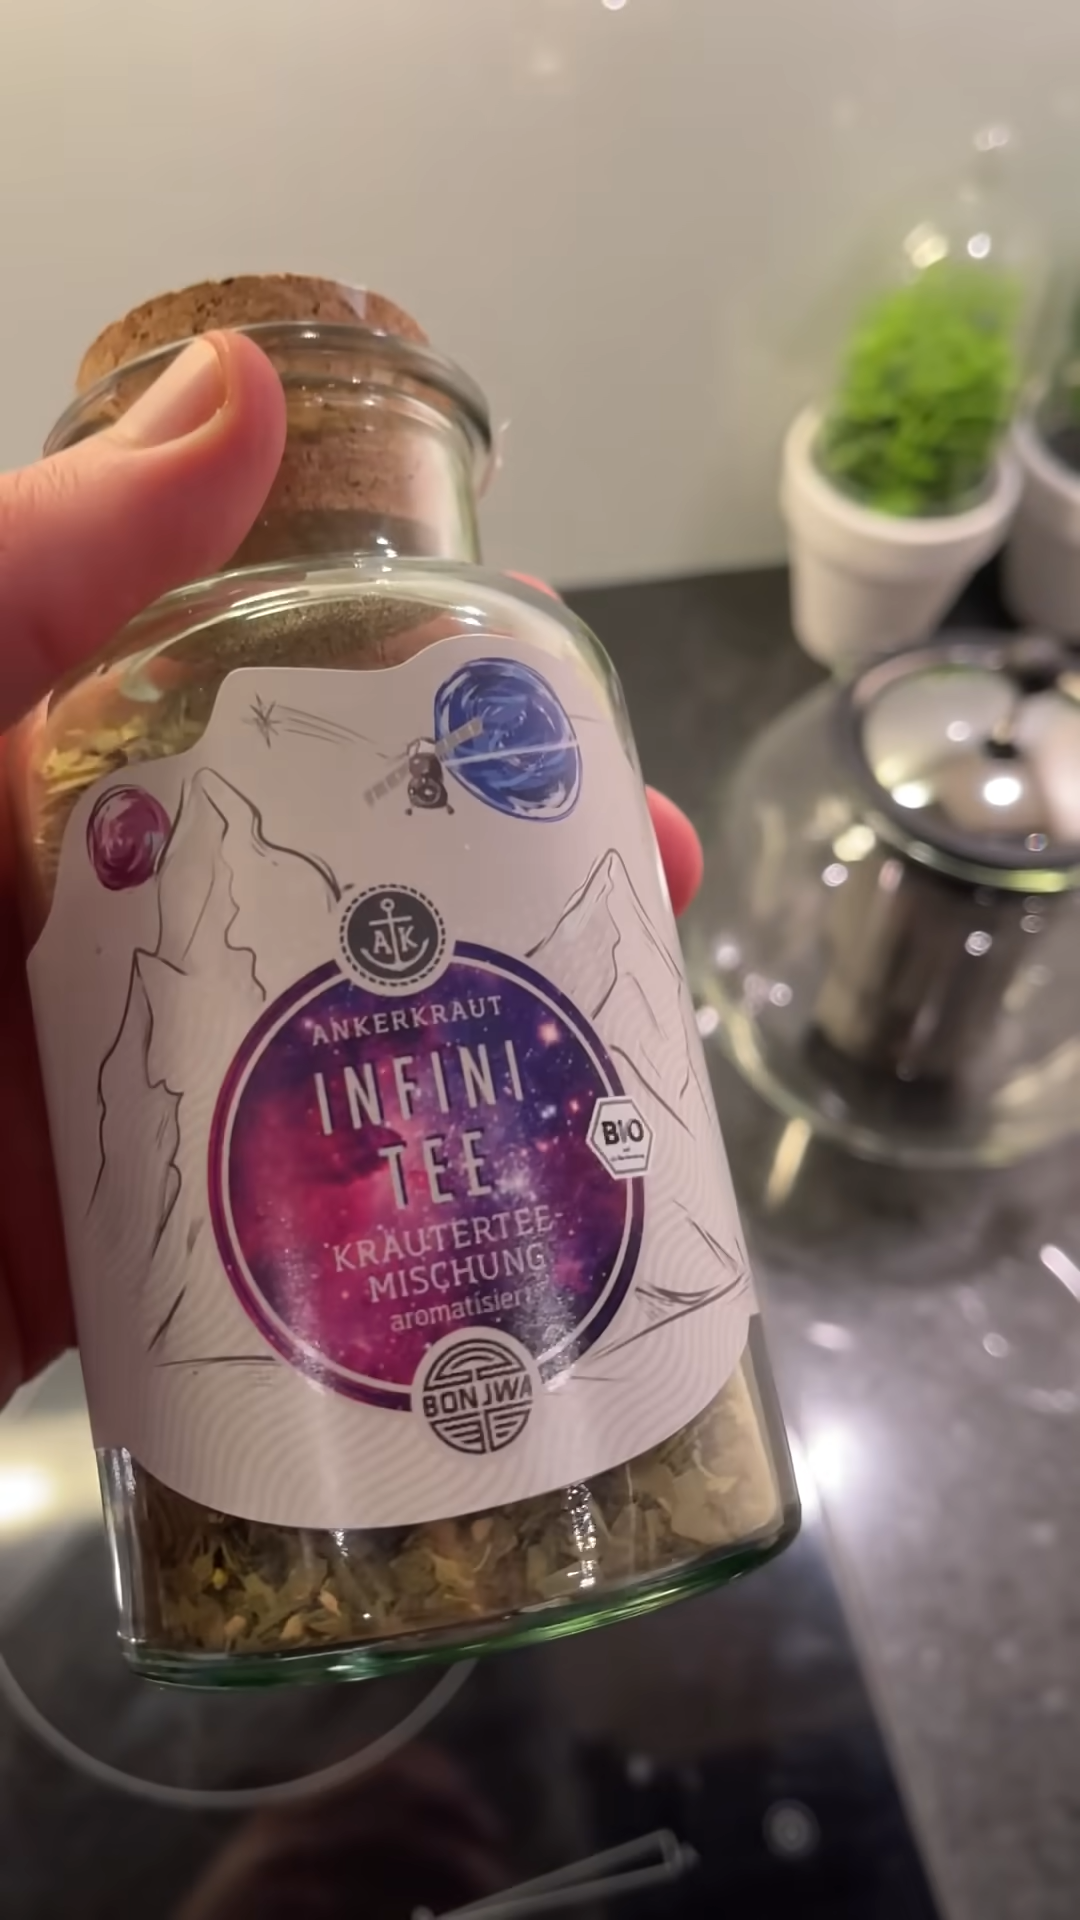 AK
ANKERKRAUT
INFINI
TEE
BIO
KRÄUTERTEE-
MISCHUNG
aromatisiert
BONJWA